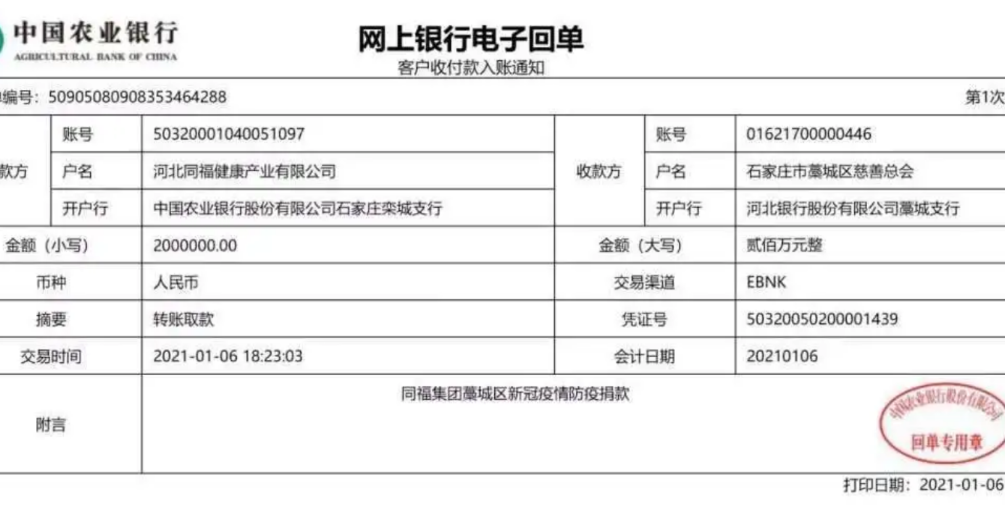 中国农业银行
AGRICULTURAL BANK OF CHINA
网上银行电子回单
客户收付款入账通知
编号：50905080908353464288 第1次
款方 账号 50320001040051097 收款方 账号 01621700000446
户名 河北同福健康产业有限公司 户名 石家庄市藁城区慈善总会
开户行 中国农业银行股份有限公司石家庄栾城支行 开户行 河北银行股份有限公司藁城支行
金额（小写） 2000000.00 金额（大写） 贰佰万元整
币种 人民币 交易渠道 EBNK
摘要 转账取款 凭证号 50320050200001439
交易时间 2021-01-06 18:23:03 会计日期 20210106
附言 同福集团藁城区新冠疫情防疫捐款
中国农业银行股份有限公司
回单专用章
打印日期：2021-01-06